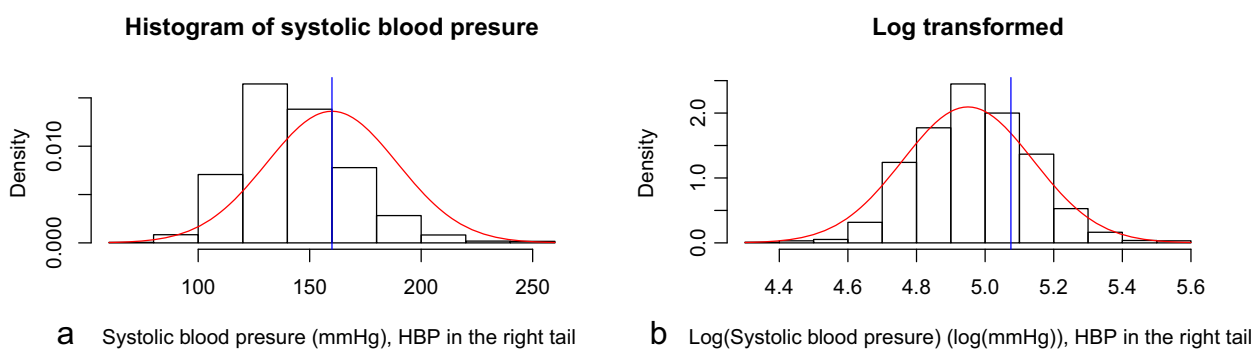 Histogram of systolic blood presure
Density
0.000
0.010
100
150
200
250
a Systolic blood presure (mmHg), HBP in the right tail
Log transformed
Density
0.0
1.0
2.0
4.4
4.6
4.8
5.0
5.2
5.4
5.6
b Log(Systolic blood presure) (log(mmHg)), HBP in the right tail